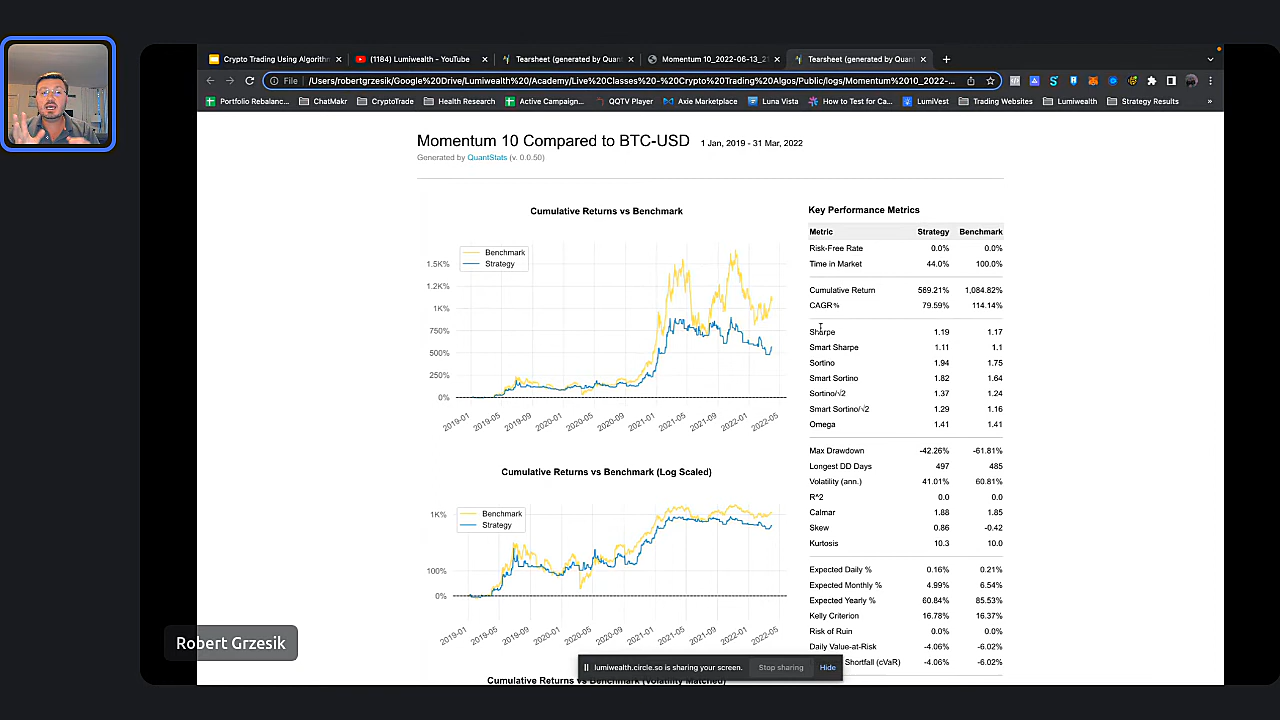 Crypto Trading Using Algorithm
(1184) Lumiwealth - YouTube
Tearsheet (generated by Quant
Momentum 10_2022-06-13_2
Tearsheet (generated by Quan
File
/Users/robertgrzesik/Google%20Drive/Lumiwealth%20/Academy/Live%20Classes%20-%20Crypto%20Trading%20Algos/Public/logs/Momentum%2010_2022-...
Portfolio Rebalanc...
ChatMakr
CryptoTrade
Health Research
Active Campaign...
QQTV Player
Axie Marketplace
Luna Vista
How to Test for Ca...
LumiVest
Trading Websites
Lumiwealth
Strategy Results
»
Momentum 10 Compared to BTC-USD 1 Jan, 2019 - 31 Mar, 2022
Generated by QuantStats (v. 0.0.50)
Cumulative Returns vs Benchmark
Benchmark
Strategy
1.5K%
1.2K%
1K%
750%
500%
250%
0%
2019-01 2019-05 2019-09 2020-01 2020-05 2020-09 2021-01 2021-05 2021-09 2022-01 2022-05
Cumulative Returns vs Benchmark (Log Scaled)
Benchmark
Strategy
1K%
100%
0%
2019-01 2019-05 2019-09 2020-01 2020-05 2020-09 2021-01 2021-05 2021-09 2022-01 2022-05
Cumulative Returns vs Benchmark (Volatility Matched)
Key Performance Metrics
Metric Strategy Benchmark
Risk-Free Rate 0.0% 0.0%
Time in Market 44.0% 100.0%
Cumulative Return 569.21% 1,084.82%
CAGR% 79.59% 114.14%
Sharpe 1.19 1.17
Smart Sharpe 1.11 1.1
Sortino 1.94 1.75
Smart Sortino 1.82 1.64
Sortino/√2 1.37 1.24
Smart Sortino/√2 1.29 1.16
Omega 1.41 1.41
Max Drawdown -42.26% -61.81%
Longest DD Days 497 485
Volatility (ann.) 41.01% 60.81%
R^2 0.0 0.0
Calmar 1.88 1.85
Skew 0.86 -0.42
Kurtosis 10.3 10.0
Expected Daily % 0.16% 0.21%
Expected Monthly % 4.99% 6.54%
Expected Yearly % 60.84% 85.53%
Kelly Criterion 16.78% 16.37%
Risk of Ruin 0.0% 0.0%
Daily Value-at-Risk -4.06% -6.02%
Shortfall (cVaR) -4.06% -6.02%
Robert Grzesik
lumiwealth.circle.so is sharing your screen. Stop sharing Hide